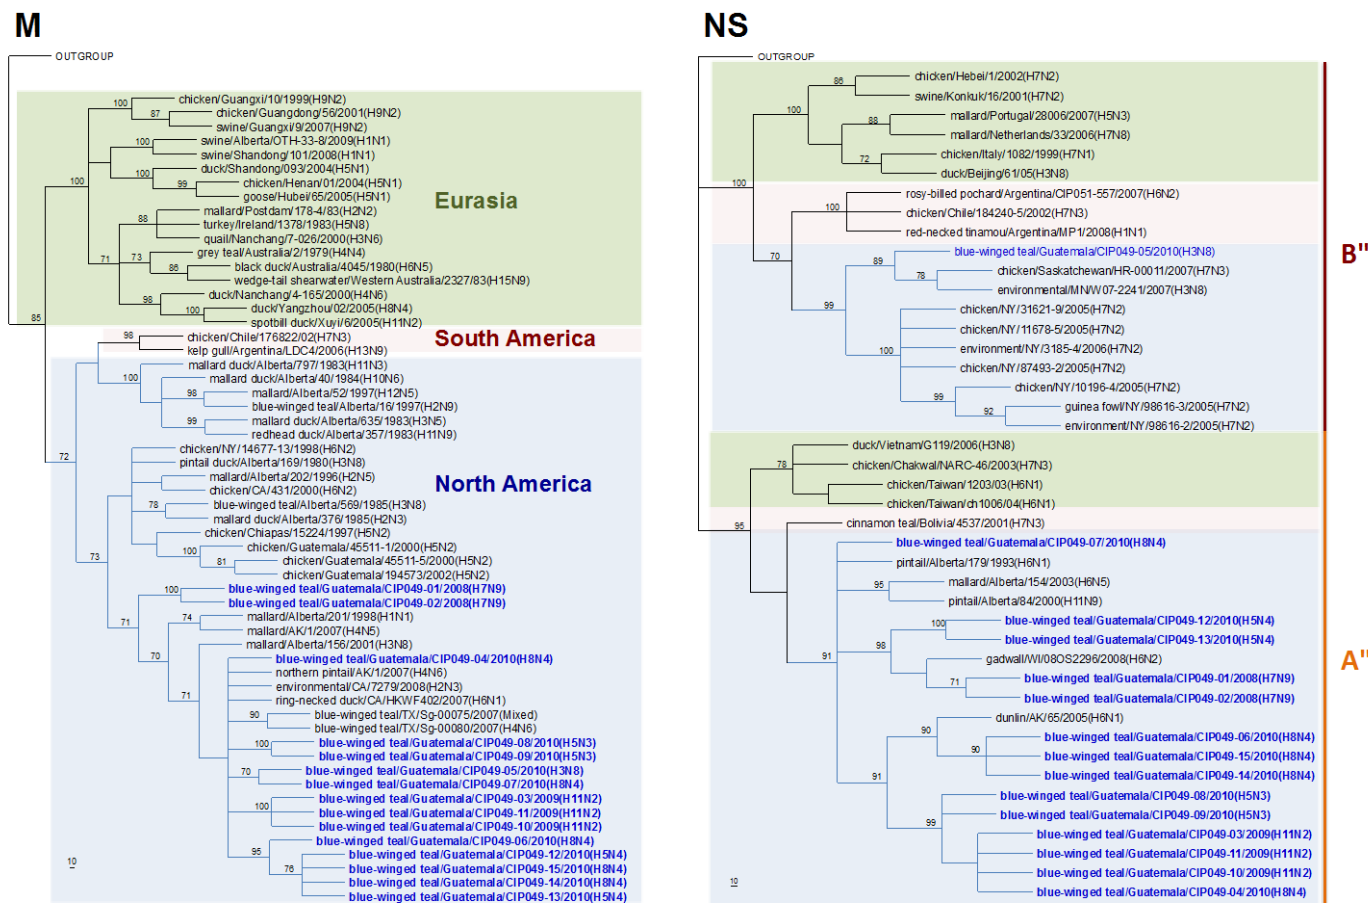 M
OUTGROUP
100
chicken/Guangxi/10/1999(H9N2)
87
chicken/Guangdong/56/2001(H9N2)
swine/Guangxi/9/2007(H9N2)
100
swine/Alberta/OTH-33-8/2009(H1N1)
swine/Shandong/101/2008(H1N1)
100
duck/Shandong/093/2004(H5N1)
99
chicken/Henan/01/2004(H5N1)
goose/Hubei/65/2005(H5N1)
100
Eurasia
88
mallard/Postdam/178-4/83(H2N2)
turkey/Ireland/1378/1983(H5N8)
quail/Nanchang/7-026/2000(H3N6)
71
73
grey teal/Australia/2/1979(H4N4)
86
black duck/Australia/4045/1980(H6N5)
wedge-tail shearwater/Western Australia/2327/83(H15N9)
98
duck/Nanchang/4-165/2000(H4N6)
100
duck/Yangzhou/02/2005(H8N4)
spotbill duck/Xuyi/6/2005(H11N2)
85
98
chicken/Chile/176822/02(H7N3)
kelp gull/Argentina/LDC4/2006(H13N9)
South America
mallard duck/Alberta/797/1983(H11N3)
100
mallard duck/Alberta/40/1984(H10N6)
98
mallard/Alberta/52/1997(H12N5)
blue-winged teal/Alberta/16/1997(H2N9)
99
mallard duck/Alberta/635/1983(H3N5)
redhead duck/Alberta/357/1983(H11N9)
72
chicken/NY/14677-13/1998(H6N2)
pintail duck/Alberta/169/1980(H3N8)
mallard/Alberta/202/1996(H2N5)
chicken/CA/431/2000(H6N2)
North America
78
blue-winged teal/Alberta/569/1985(H3N8)
mallard duck/Alberta/376/1985(H2N3)
chicken/Chiapas/15224/1997(H5N2)
73
100
chicken/Guatemala/45511-1/2000(H5N2)
81
chicken/Guatemala/45511-5/2000(H5N2)
chicken/Guatemala/194573/2002(H5N2)
100
blue-winged teal/Guatemala/CIP049-01/2008(H7N9)
blue-winged teal/Guatemala/CIP049-02/2008(H7N9)
71
74
mallard/Alberta/201/1998(H1N1)
mallard/AK/1/2007(H4N5)
70
mallard/Alberta/156/2001(H3N8)
blue-winged teal/Guatemala/CIP049-04/2010(H8N4)
northern pintail/AK/1/2007(H4N6)
environmental/CA/7279/2008(H2N3)
71
ring-necked duck/CA/HKWF402/2007(H6N1)
90
blue-winged teal/TX/Sg-00075/2007(Mixed)
blue-winged teal/TX/Sg-00080/2007(H4N6)
100
blue-winged teal/Guatemala/CIP049-08/2010(H5N3)
blue-winged teal/Guatemala/CIP049-09/2010(H5N3)
70
blue-winged teal/Guatemala/CIP049-05/2010(H3N8)
blue-winged teal/Guatemala/CIP049-07/2010(H8N4)
100
blue-winged teal/Guatemala/CIP049-03/2009(H11N2)
blue-winged teal/Guatemala/CIP049-11/2009(H11N2)
blue-winged teal/Guatemala/CIP049-10/2009(H11N2)
95
blue-winged teal/Guatemala/CIP049-06/2010(H8N4)
76
blue-winged teal/Guatemala/CIP049-12/2010(H5N4)
blue-winged teal/Guatemala/CIP049-15/2010(H8N4)
blue-winged teal/Guatemala/CIP049-14/2010(H8N4)
blue-winged teal/Guatemala/CIP049-13/2010(H5N4)
10
NS
OUTGROUP
86
chicken/Hebei/1/2002(H7N2)
swine/Konkuk/16/2001(H7N2)
100
88
mallard/Portugal/28006/2007(H5N3)
mallard/Netherlands/33/2006(H7N8)
72
chicken/Italy/1082/1999(H7N1)
duck/Beijing/61/05(H3N8)
100
rosy-billed pochard/Argentina/CIP051-557/2007(H6N2)
100
chicken/Chile/184240-5/2002(H7N3)
red-necked tinamou/Argentina/MP1/2008(H1N1)
70
89
blue-winged teal/Guatemala/CIP049-05/2010(H3N8)
B"
78
chicken/Saskatchewan/HR-00011/2007(H7N3)
environmental/MN/W07-2241/2007(H3N8)
99
chicken/NY/31621-9/2005(H7N2)
chicken/NY/11678-5/2005(H7N2)
100
environment/NY/3185-4/2006(H7N2)
chicken/NY/87493-2/2005(H7N2)
99
chicken/NY/10196-4/2005(H7N2)
92
guinea fowl/NY/98616-3/2005(H7N2)
environment/NY/98616-2/2005(H7N2)
duck/Vietnam/G119/2006(H3N8)
78
chicken/Chakwal/NARC-46/2003(H7N3)
chicken/Taiwan/1203/03(H6N1)
chicken/Taiwan/ch1006/04(H6N1)
95
cinnamon teal/Bolivia/4537/2001(H7N3)
blue-winged teal/Guatemala/CIP049-07/2010(H8N4)
pintail/Alberta/179/1993(H6N1)
95
mallard/Alberta/154/2003(H6N5)
pintail/Alberta/84/2000(H11N9)
100
blue-winged teal/Guatemala/CIP049-12/2010(H5N4)
blue-winged teal/Guatemala/CIP049-13/2010(H5N4)
91
98
gadwall/WI/08OS2296/2008(H6N2)
A"
71
blue-winged teal/Guatemala/CIP049-01/2008(H7N9)
blue-winged teal/Guatemala/CIP049-02/2008(H7N9)
dunlin/AK/65/2005(H6N1)
90
blue-winged teal/Guatemala/CIP049-06/2010(H8N4)
90
blue-winged teal/Guatemala/CIP049-15/2010(H8N4)
blue-winged teal/Guatemala/CIP049-14/2010(H8N4)
91
blue-winged teal/Guatemala/CIP049-08/2010(H5N3)
99
blue-winged teal/Guatemala/CIP049-09/2010(H5N3)
blue-winged teal/Guatemala/CIP049-03/2009(H11N2)
blue-winged teal/Guatemala/CIP049-11/2009(H11N2)
blue-winged teal/Guatemala/CIP049-10/2009(H11N2)
blue-winged teal/Guatemala/CIP049-04/2010(H8N4)
10